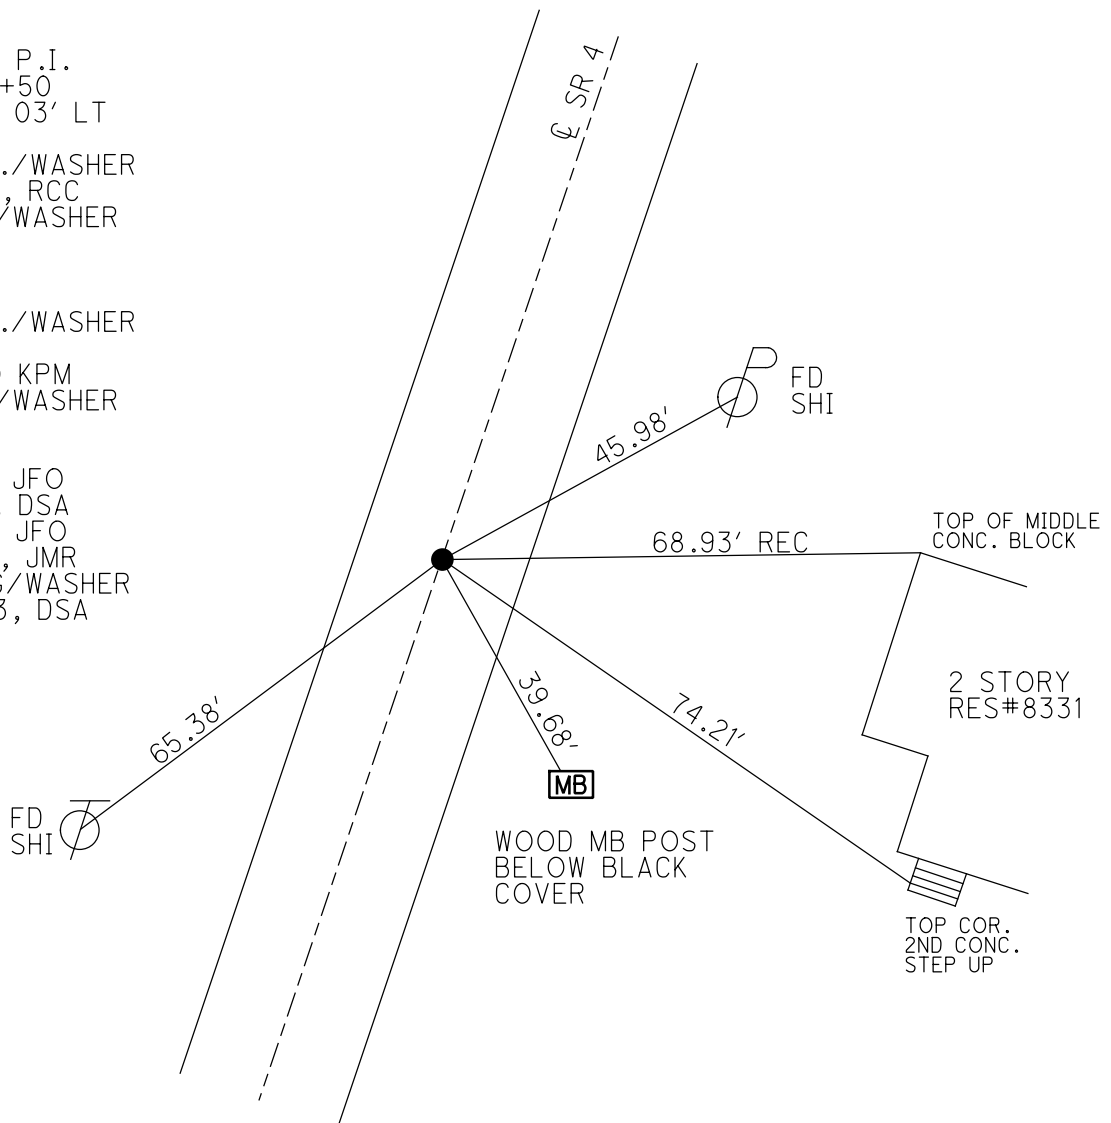 P.I.
+50
03' LT
./WASHER
, RCC
/WASHER
./WASHER
KPM
/WASHER
JFO
DSA
JFO
, JMR
/WASHER
, DSA
℄ SR 4
FD
SHI
45.98'
68.93' REC
TOP OF MIDDLE
CONC. BLOCK
2 STORY
RES#8331
65.38'
39.68'
74.21'
FD
SHI
MB
WOOD MB POST
BELOW BLACK
COVER
TOP COR.
2ND CONC.
STEP UP